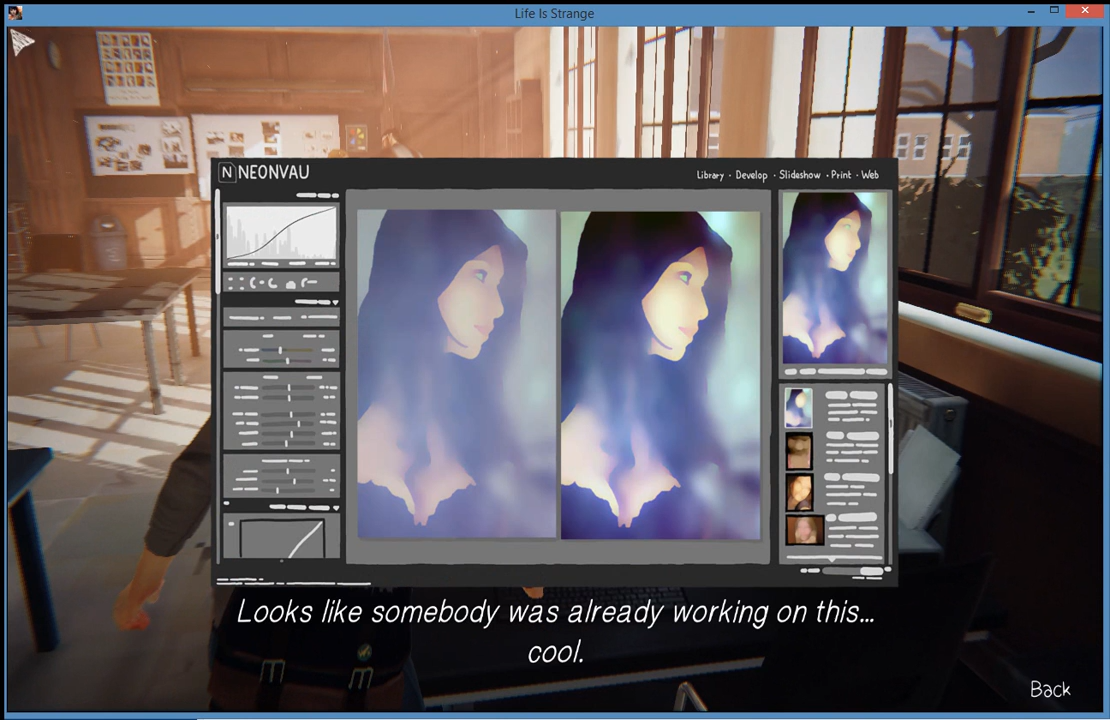 Life Is Strange
N NEONVAU
Library · Develop · Slideshow · Print · Web
Looks like somebody was already working on this...
cool.
Back